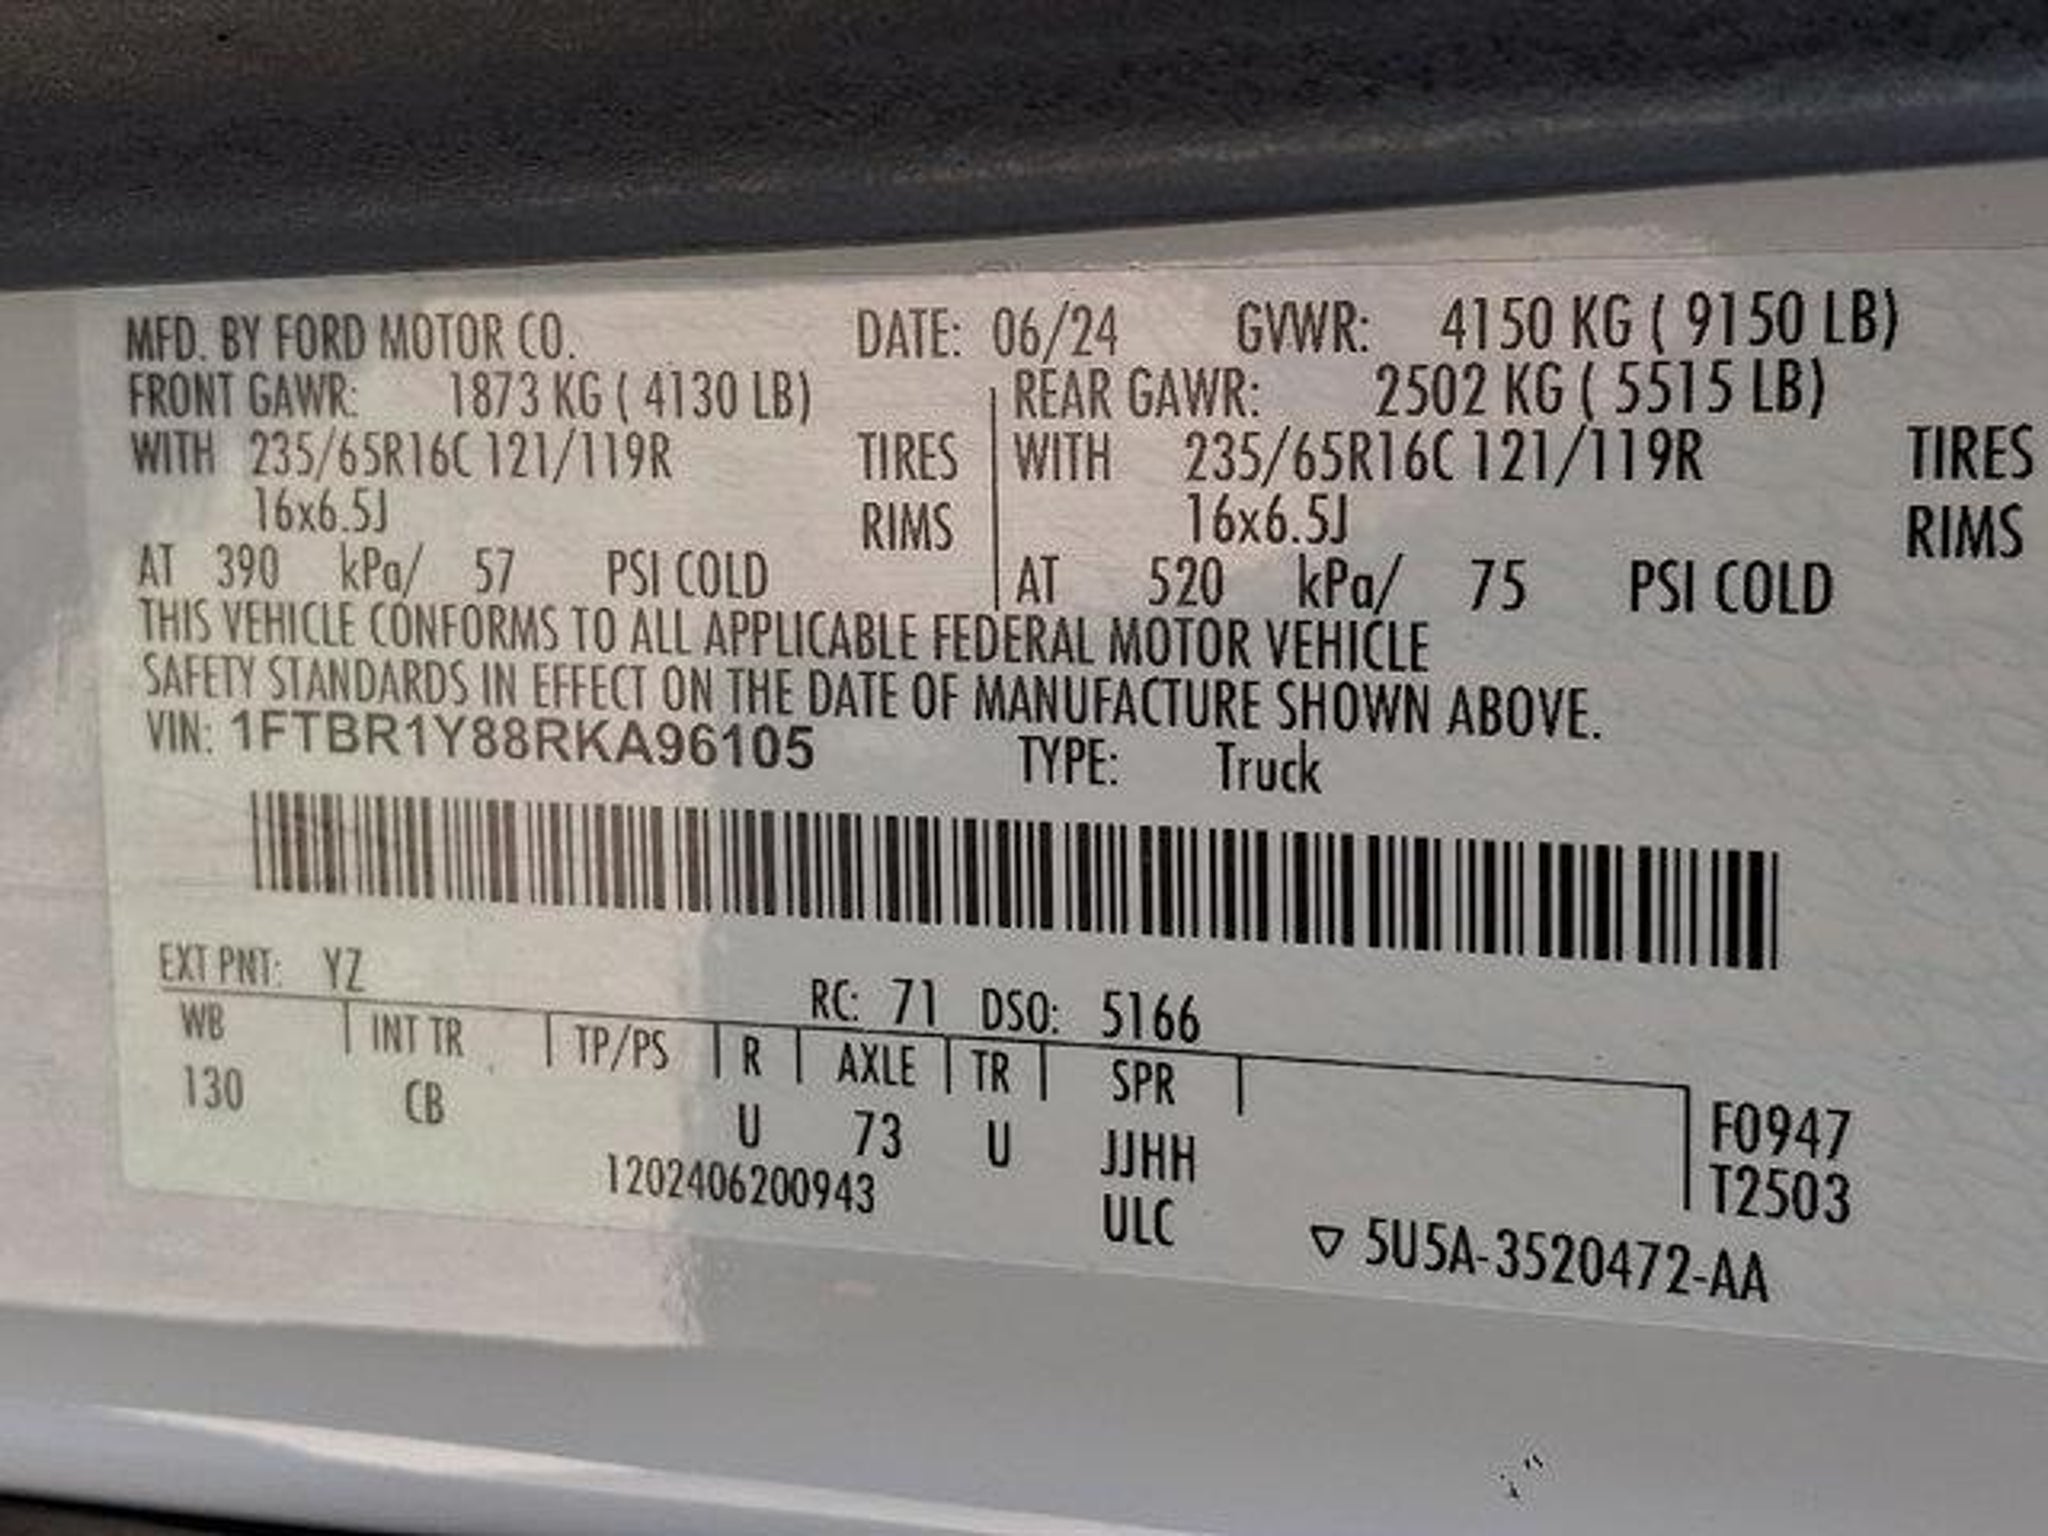 MFD. BY FORD MOTOR CO. DATE: 06/24 GVWR: 4150 KG ( 9150 LB)
FRONT GAWR: 1873 KG ( 4130 LB) REAR GAWR: 2502 KG ( 5515 LB)
WITH 235/65R16C 121/119R TIRES WITH 235/65R16C 121/119R TIRES
16x6.5J RIMS 16x6.5J RIMS
AT 390 kPa/ 57 PSI COLD AT 520 kPa/ 75 PSI COLD
THIS VEHICLE CONFORMS TO ALL APPLICABLE FEDERAL MOTOR VEHICLE
SAFETY STANDARDS IN EFFECT ON THE DATE OF MANUFACTURE SHOWN ABOVE.
VIN: 1FTBR1Y88RKA96105 TYPE: Truck
EXT PNT: YZ RC: 71 DSO: 5166
WB INT TR TP/PS R AXLE TR SPR
130 CB U 73 U JJHH F0947
1202406200943 ULC T2503
▽ 5U5A-3520472-AA